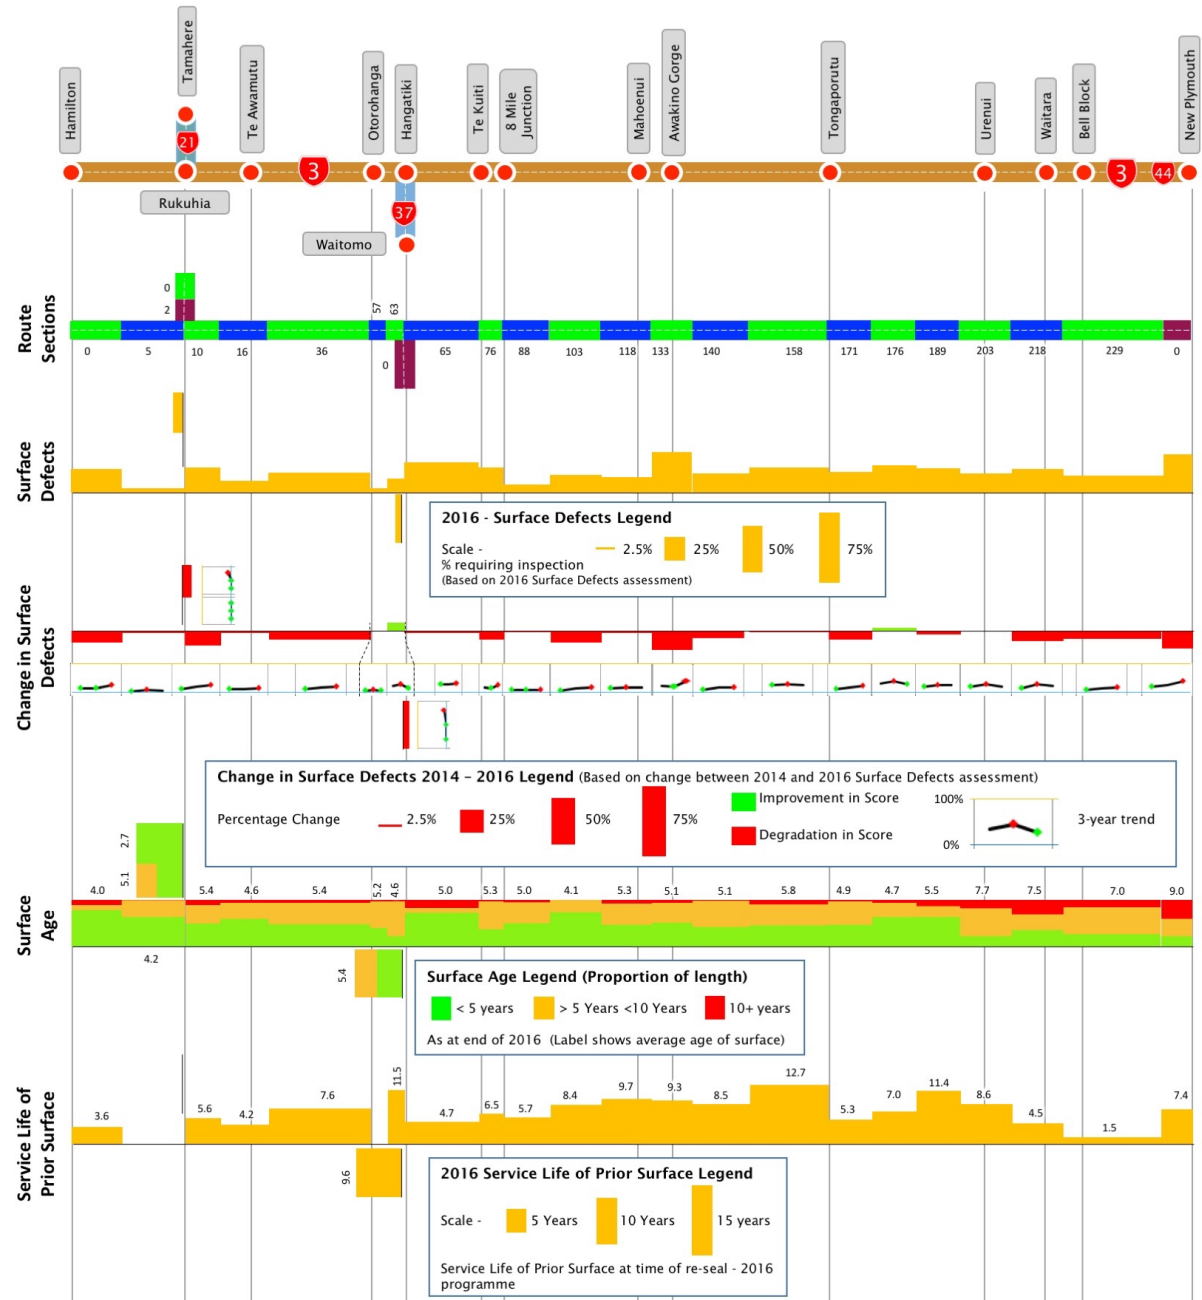 Hamilton
Tamahere
Te Awamutu
Otorohanga
Hangatiki
Te Kuiti
8 Mile
Junction
Mahoenui
Awakino Gorge
Tongaporutu
Urenui
Waitara
Bell Block
New Plymouth
21
3
3
44
Rukuhia
37
Waitomo
Route
Sections
0
2
57
63
0 5 10 16 36 65 76 88 103 118 133 140 158 171 176 189 203 218 229 0
0
Surface
Defects
2016 - Surface Defects Legend
Scale - 2.5% 25% 50% 75%
% requiring inspection
(Based on 2016 Surface Defects assessment)
Change in Surface
Defects
Change in Surface Defects 2014 – 2016 Legend (Based on change between 2014 and 2016 Surface Defects assessment)
Percentage Change 2.5% 25% 50% 75%
Improvement in Score
Degradation in Score
100%
0%
3-year trend
Surface
Age
2.7
5.1
4.0 5.4 4.6 5.4 5.2 4.6 5.0 5.3 5.0 4.1 5.3 5.1 5.1 5.8 4.9 4.7 5.5 7.7 7.5 7.0 9.0
4.2
5.4
Surface Age Legend (Proportion of length)
< 5 years > 5 Years <10 Years 10+ years
As at end of 2016 (Label shows average age of surface)
Service Life of
Prior Surface
3.6 5.6 4.2 7.6 11.5 4.7 6.5 5.7 8.4 9.7 9.3 8.5 12.7 5.3 7.0 11.4 8.6 4.5 1.5 7.4
9.6
2016 Service Life of Prior Surface Legend
Scale - 5 Years 10 Years 15 years
Service Life of Prior Surface at time of re-seal - 2016
programme